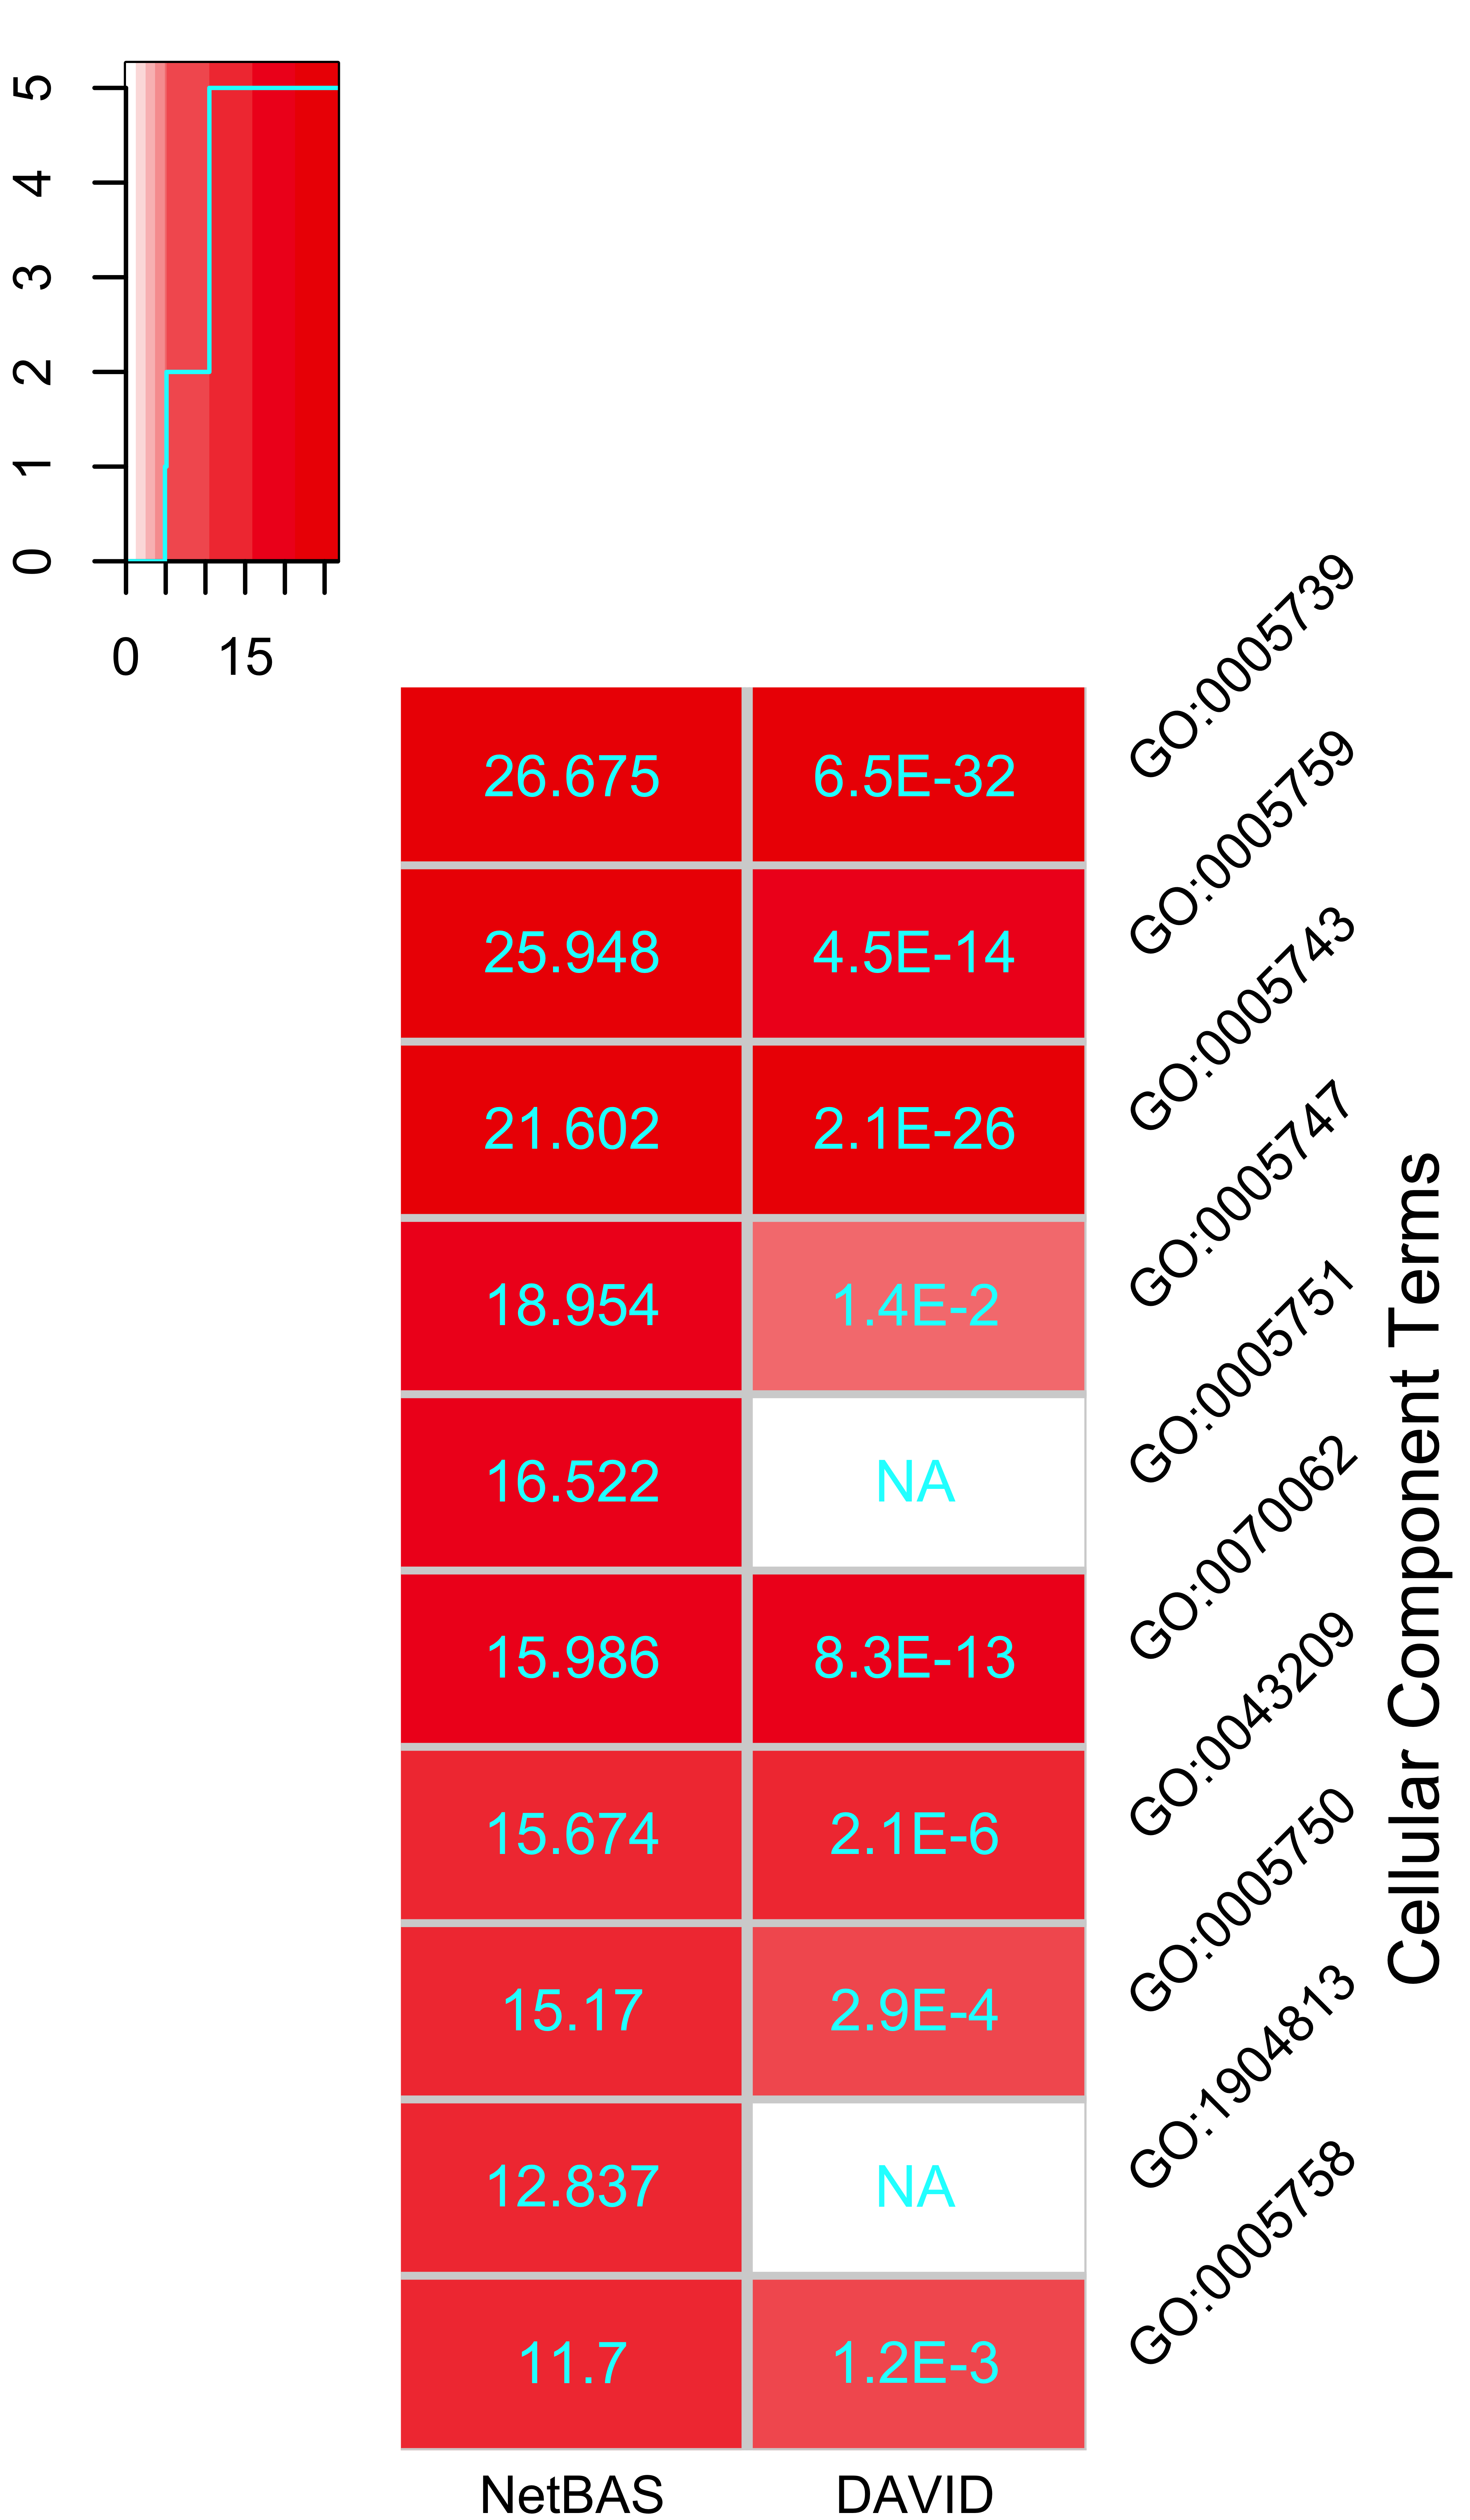 5
4
3
2
1
0
0 15
26.675 6.5E-32 GO:0005739
25.948 4.5E-14 GO:0005759
21.602 2.1E-26 GO:0005743
18.954 1.4E-2 GO:0005747
16.522 NA GO:0005751
15.986 8.3E-13 GO:0070062
15.674 2.1E-6 GO:0043209
15.17 2.9E-4 GO:0005750
12.837 NA GO:1904813
11.7 1.2E-3 GO:0005758
Cellular Component Terms
NetBAS DAVID